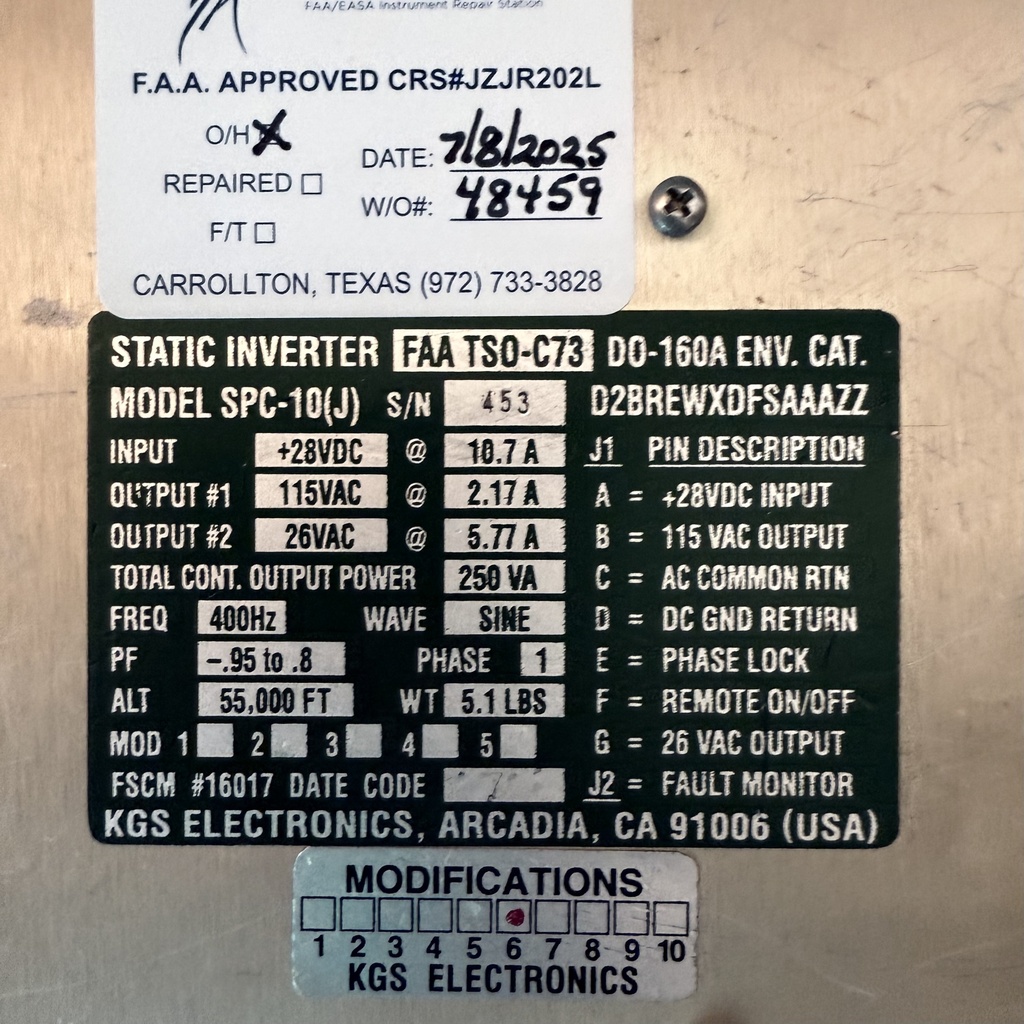 FAA/EASA Instrument Repair Station
F.A.A. APPROVED CRS#JZJR202L
O/H
DATE: 7/8/2025
REPAIRED
W/O#: 48459
F/T
CARROLLTON, TEXAS (972) 733-3828
STATIC INVERTER FAA TSO-C73 DO-160A ENV. CAT.
MODEL SPC-10(J) S/N 453 D2BREWXDFSAAAZZ
INPUT +28VDC @ 10.7 A J1 PIN DESCRIPTION
OUTPUT #1 115VAC @ 2.17 A A = +28VDC INPUT
OUTPUT #2 26VAC @ 5.77 A B = 115 VAC OUTPUT
TOTAL CONT. OUTPUT POWER 250 VA C = AC COMMON RTN
FREQ 400Hz WAVE SINE D = DC GND RETURN
PF -.95 to .8 PHASE 1 E = PHASE LOCK
ALT 55,000 FT WT 5.1 LBS F = REMOTE ON/OFF
MOD 1 2 3 4 5 G = 26 VAC OUTPUT
FSCM #16017 DATE CODE / J2 = FAULT MONITOR
KGS ELECTRONICS, ARCADIA, CA 91006 (USA)
MODIFICATIONS
1 2 3 4 5 6 7 8 9 10
KGS ELECTRONICS